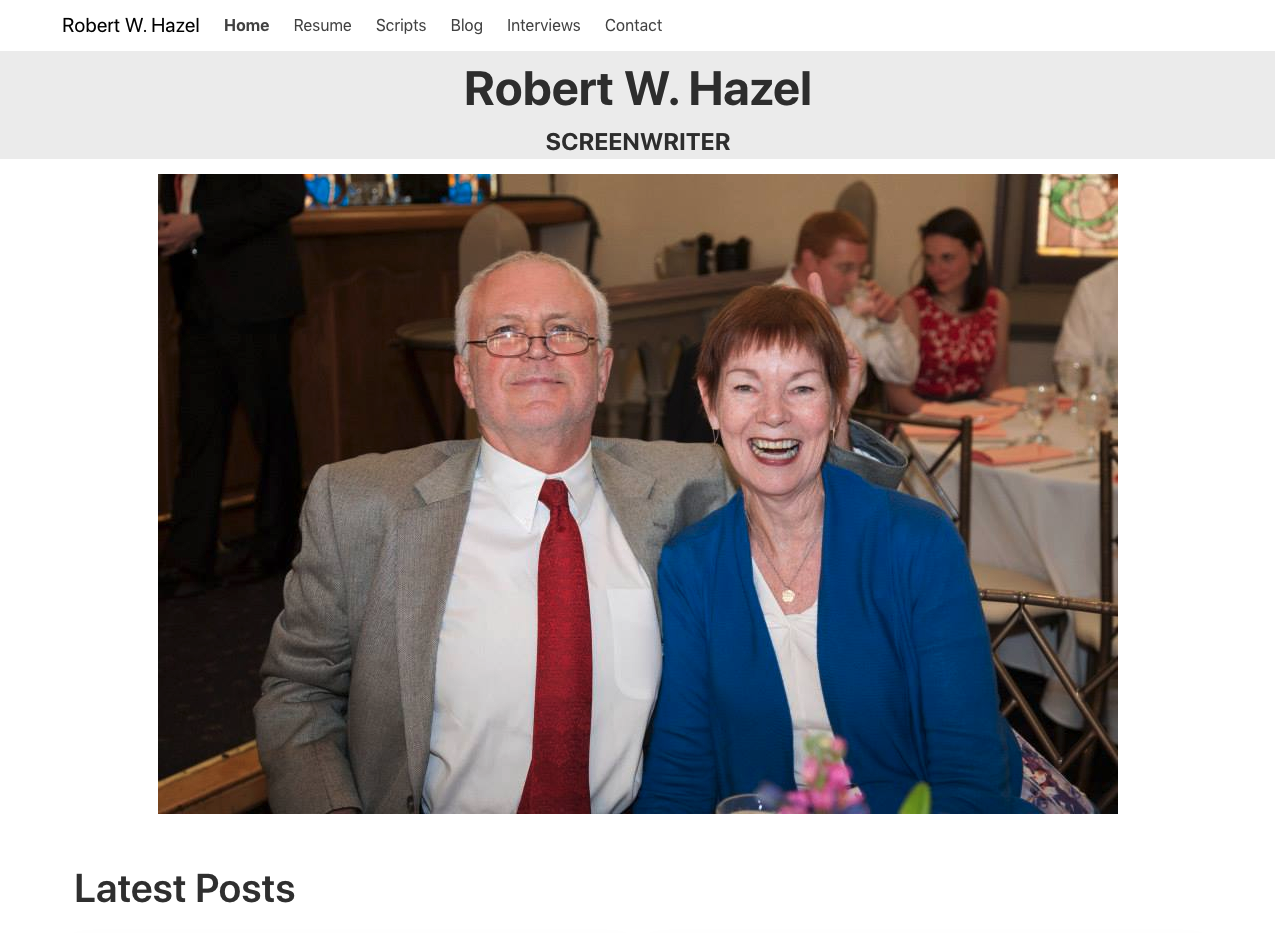 Robert W. Hazel Home Resume Scripts Blog Interviews Contact
Robert W. Hazel
SCREENWRITER
Latest Posts